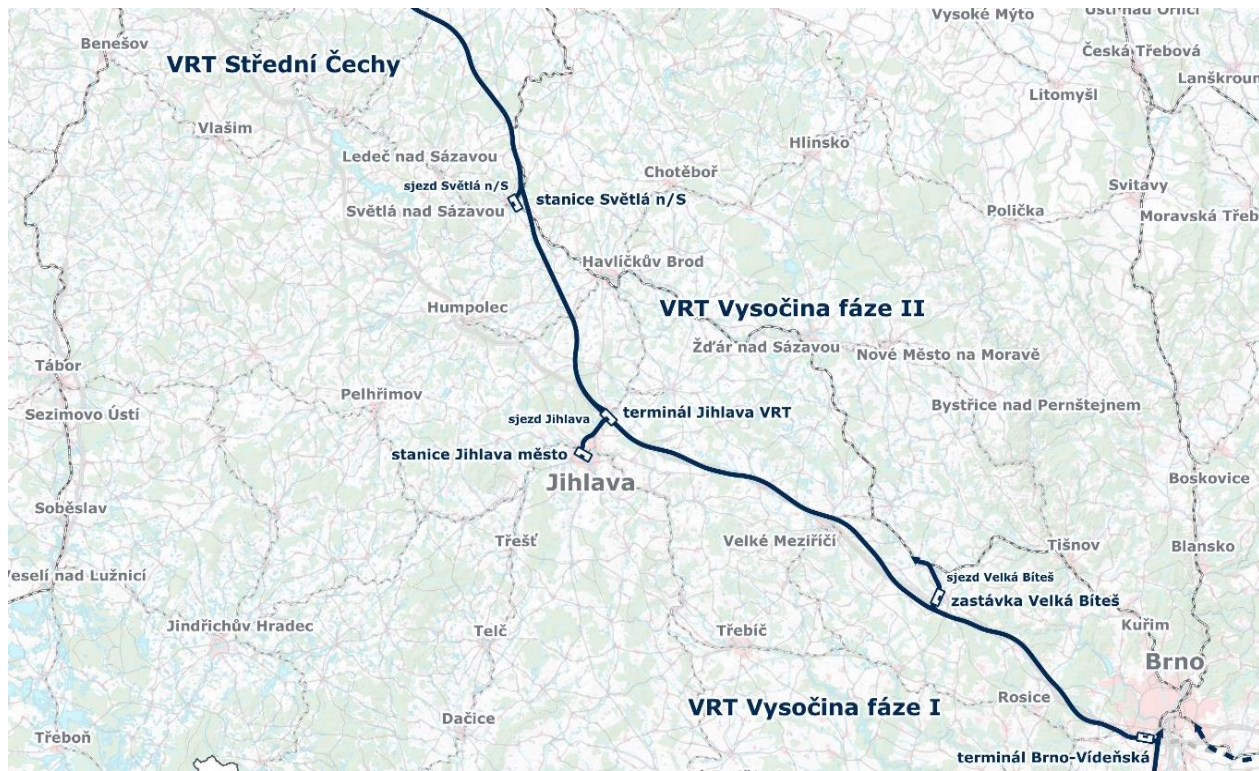 Vysoké Mýto
Ústí nad Orlicí
Benešov
Česká Třebová
VRT Střední Čechy
Lanškroun
Litomyšl
Vlašim
Hlinsko
Ledeč nad Sázavou
Chotěboř
sjezd Světlá n/S
stanice Světlá n/S
Svitavy
Světlá nad Sázavou
Polička
Moravská Třeb
Havlíčkův Brod
Humpolec
VRT Vysočina fáze II
Žďár nad Sázavou
Nové Město na Moravě
Tábor
Pelhřimov
Bystřice nad Pernštejnem
Sezimovo Ústí
sjezd Jihlava
terminál Jihlava VRT
stanice Jihlava město
Jihlava
Boskovice
Soběslav
Třešť
Velké Meziříčí
Tišnov
Blansko
Veselí nad Lužnicí
sjezd Velká Bíteš
zastávka Velká Bíteš
Jindřichův Hradec
Telč
Třebíč
Kuřim
Brno
Rosice
VRT Vysočina fáze I
Dačice
Třeboň
terminál Brno-Vídeňská